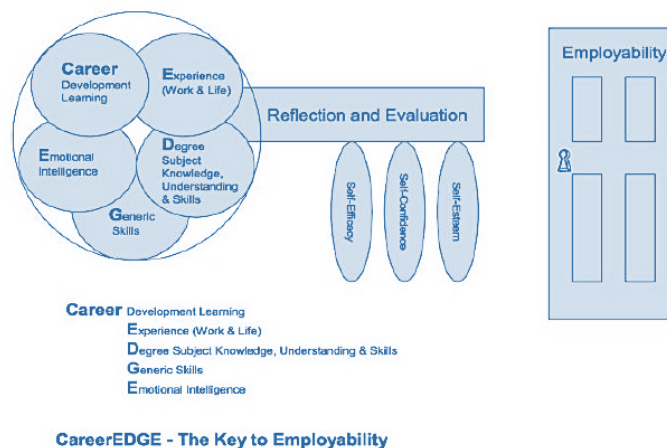 Career
Development
Learning
Experience
(Work & Life)
Reflection and Evaluation
Emotional
Intelligence
Degree
Subject
Knowledge,
Understanding
& Skills
Generic
Skills
Self-Efficacy
Self-Confidence
Self-Esteem
Employability
Career Development Learning
Experience (Work & Life)
Degree Subject Knowledge, Understanding & Skills
Generic Skills
Emotional Intelligence
CareerEDGE - The Key to Employability